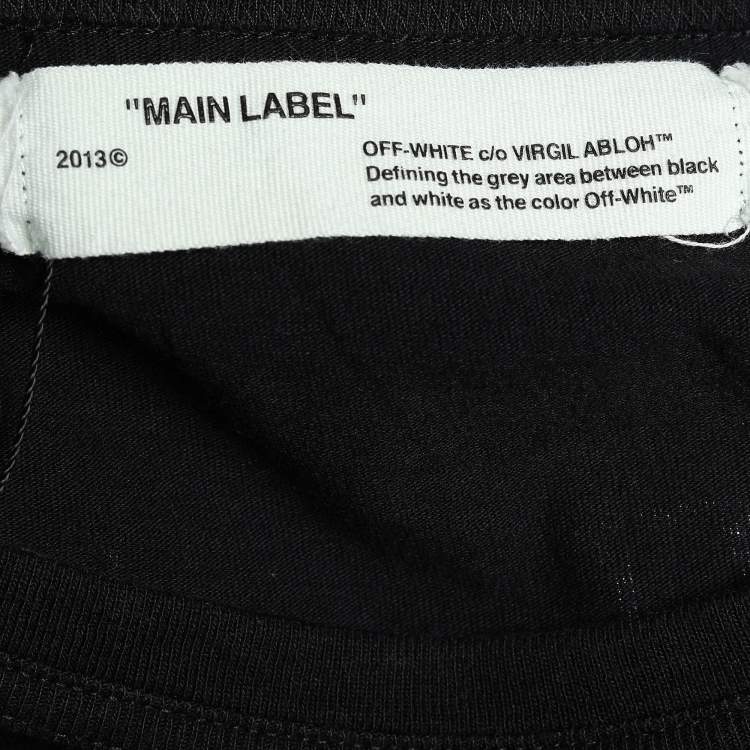 "MAIN LABEL"
2013©
OFF-WHITE c/o VIRGIL ABLOH™
Defining the grey area between black
and white as the color Off-White™